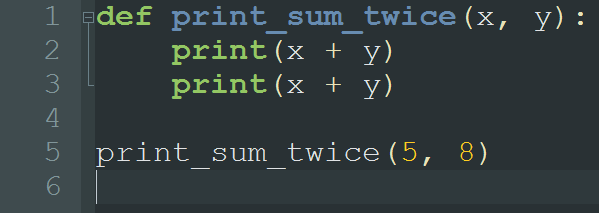 1 def print_sum_twice(x, y):
2     print(x + y)
3     print(x + y)
4
5 print_sum_twice(5, 8)
6